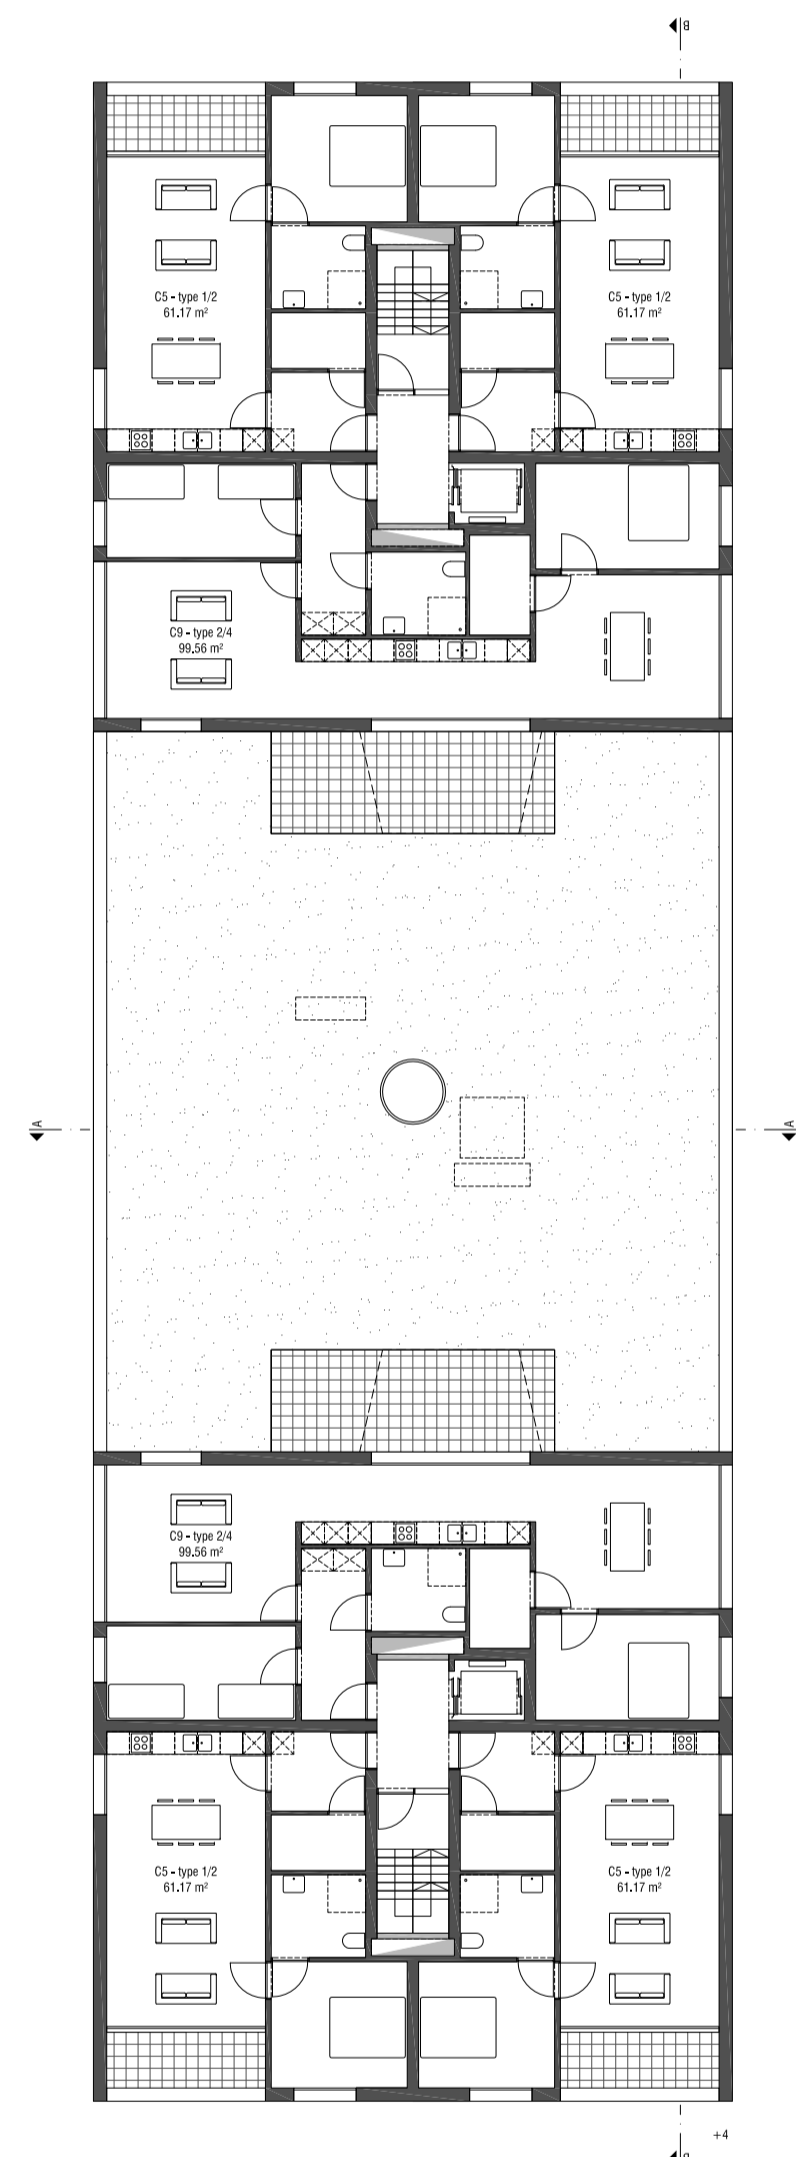 B
C5 - type 1/2
61.17 m²
C5 - type 1/2
61.17 m²
C9 - type 2/4
99.56 m²
A
A
C9 - type 2/4
99.56 m²
C5 - type 1/2
61.17 m²
C5 - type 1/2
61.17 m²
+4